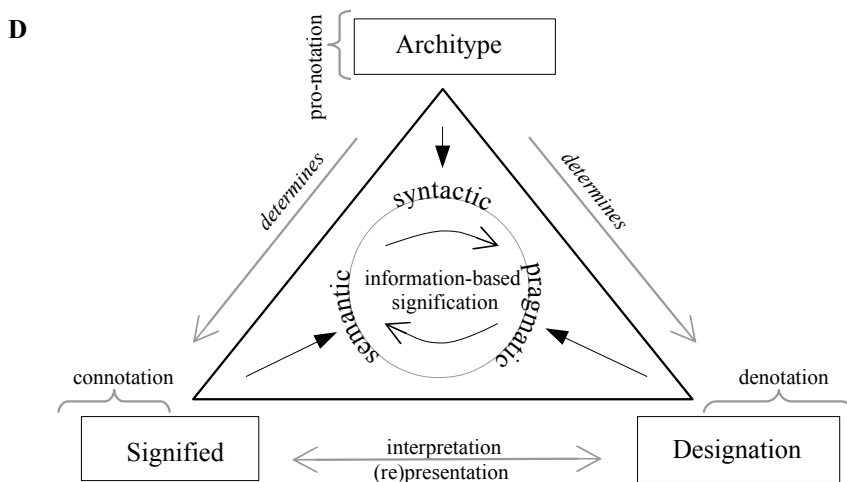 D
pro-notation
Architype
determines
determines
syntactic
semantic
pragmatic
information-based
signification
connotation
denotation
Signified
interpretation
(re)presentation
Designation